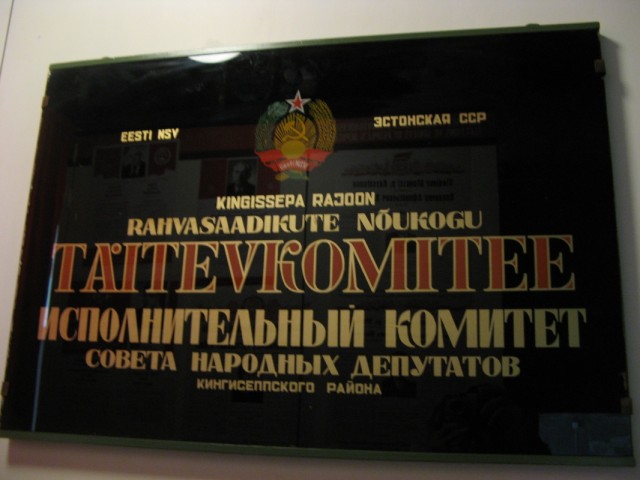 EESTI NSV
ЭСТОНСКАЯ ССР
KINGISSEPA RAJOON
RAHVASAADIKUTE NÕUKOGU
TÄITEVKOMITEE
ИСПОЛНИТЕЛЬНЫЙ КОМИТЕТ
СОВЕТА НАРОДНЫХ ДЕПУТАТОВ
КИНГИСЕППСКОГО РАЙОНА